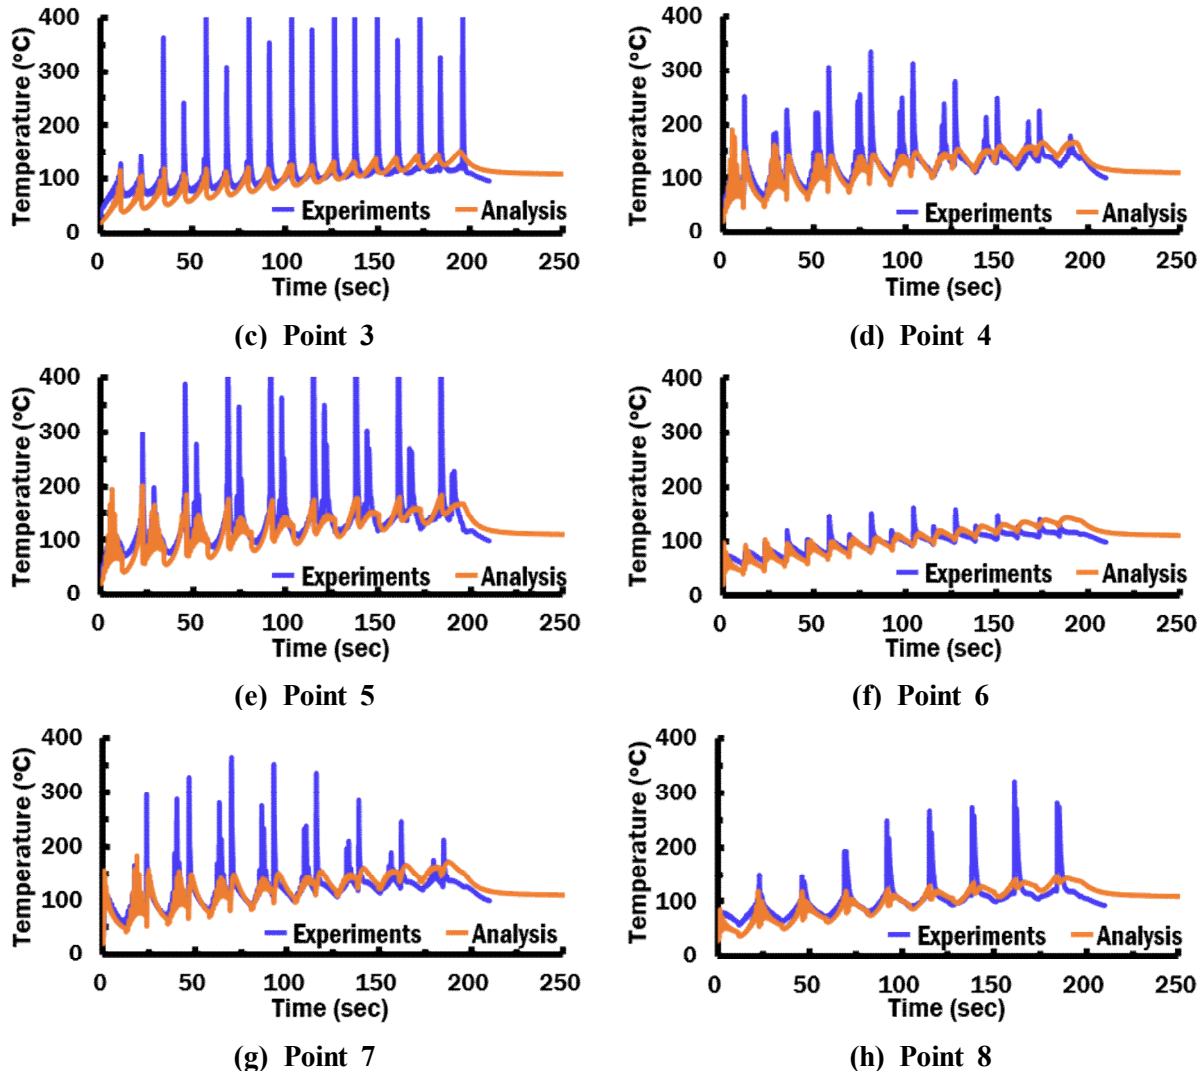 Temperature (°C)
400
300
200
100
0
Experiments Analysis
0 50 100 150 200 250
Time (sec)
(c) Point 3
Temperature (°C)
400
300
200
100
0
Experiments Analysis
0 50 100 150 200 250
Time (sec)
(d) Point 4
Temperature (°C)
400
300
200
100
0
Experiments Analysis
0 50 100 150 200 250
Time (sec)
(e) Point 5
Temperature (°C)
400
300
200
100
0
Experiments Analysis
0 50 100 150 200 250
Time (sec)
(f) Point 6
Temperature (°C)
400
300
200
100
0
Experiments Analysis
0 50 100 150 200 250
Time (sec)
(g) Point 7
Temperature (°C)
400
300
200
100
0
Experiments Analysis
0 50 100 150 200 250
Time (sec)
(h) Point 8